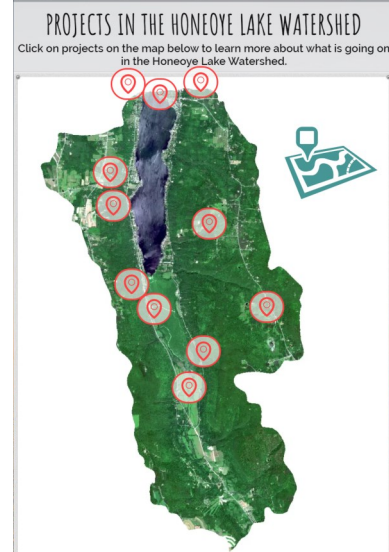 PROJECTS IN THE HONEOYE LAKE WATERSHED
Click on projects on the map below to learn more about what is going on
in the Honeoye Lake Watershed.